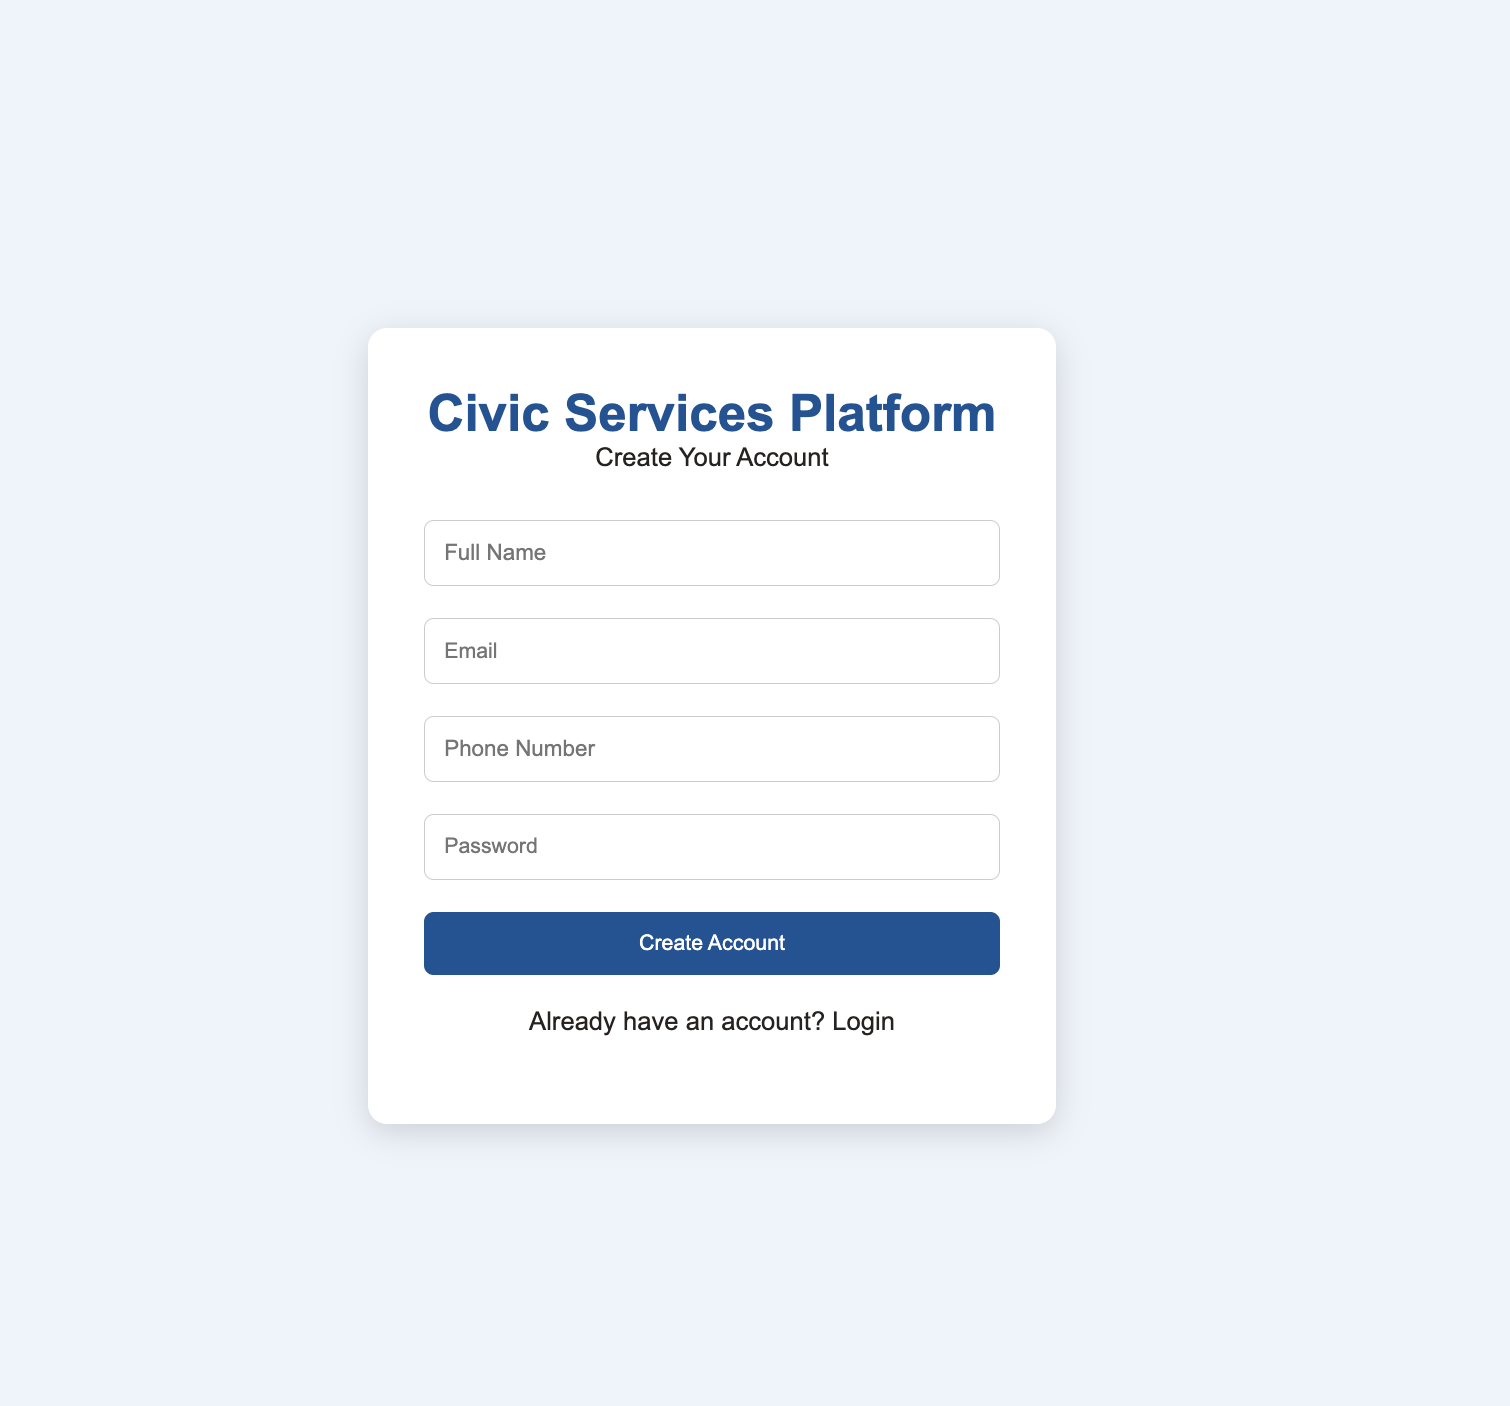 Civic Services Platform
Create Your Account
Full Name
Email
Phone Number
Password
Create Account
Already have an account? Login